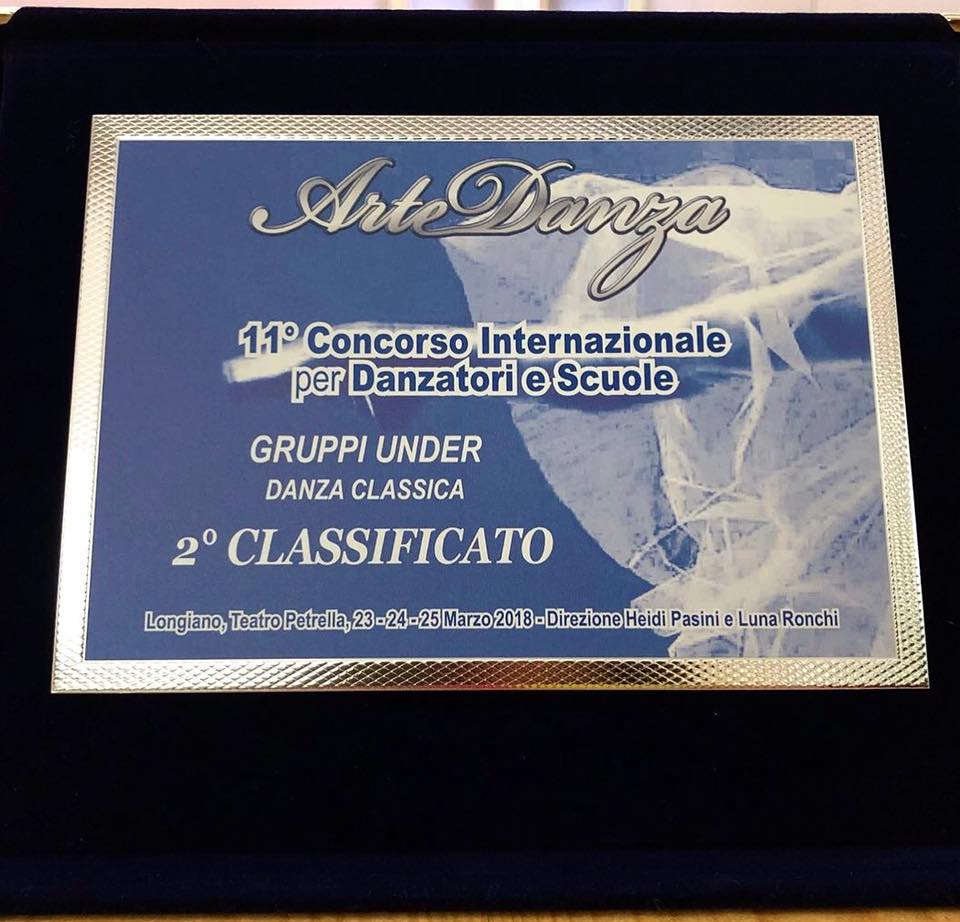 ArteDanza
11° Concorso Internazionale
per Danzatori e Scuole
GRUPPI UNDER
DANZA CLASSICA
2° CLASSIFICATO
Longiano, Teatro Petrella, 23 - 24 - 25 Marzo 2018 - Direzione Heidi Pasini e Luna Ronchi